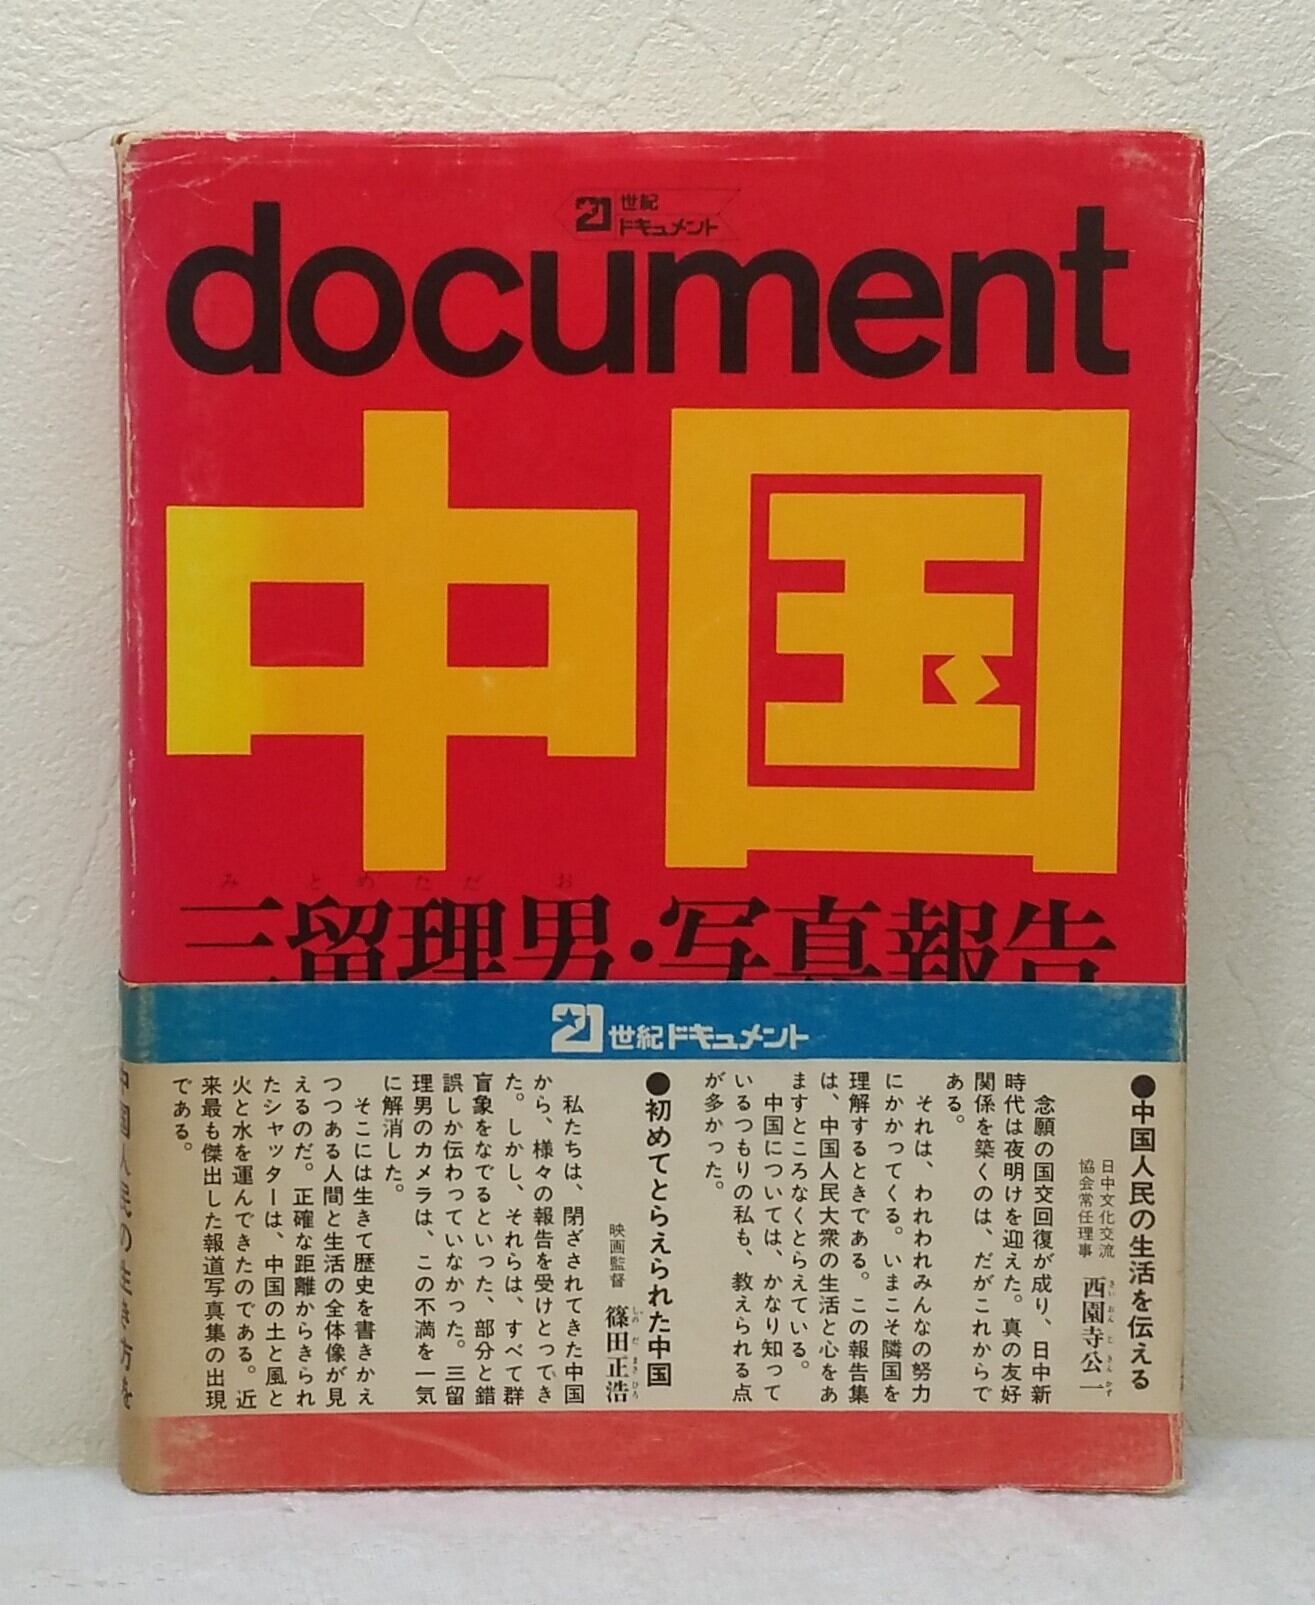 21世紀
ドキュメント
document
中国
みとめただお
三留理男・写真報告
21世紀ドキュメント
●中国人民の生活を伝える
日中文化交流
協会常任理事
西園寺公一
さいおんじきんかず
念願の国交回復が成り、日中新
時代は夜明けを迎えた。真の友好
関係を築くのは、だがこれからで
ある。
それは、われわれみんなの努力
にかかってくる。いまこそ隣国を
理解するときである。この報告集
は、中国人民大衆の生活と心をあ
ますところなくとらえている。
中国については、かなり知って
いるつもりの私も、教えられる点
が多かった。
●初めてとらえられた中国
映画監督
篠田正浩
しのだまさひろ
私たちは、閉ざされてきた中国
から、様々の報告を受けとってき
た。しかし、それらは、すべて群
盲象をなでるといった、部分と錯
誤しか伝わっていなかった。三留
理男のカメラは、この不満を一気
に解消した。
そこには生きて歴史を書きかえ
つつある人間と生活の全体像が見
えるのだ。正確な距離からきられ
たシャッターは、中国の土と風と
火と水を運んできたのである。近
来最も傑出した報道写真集の出現
である。
中国人民の生き方を